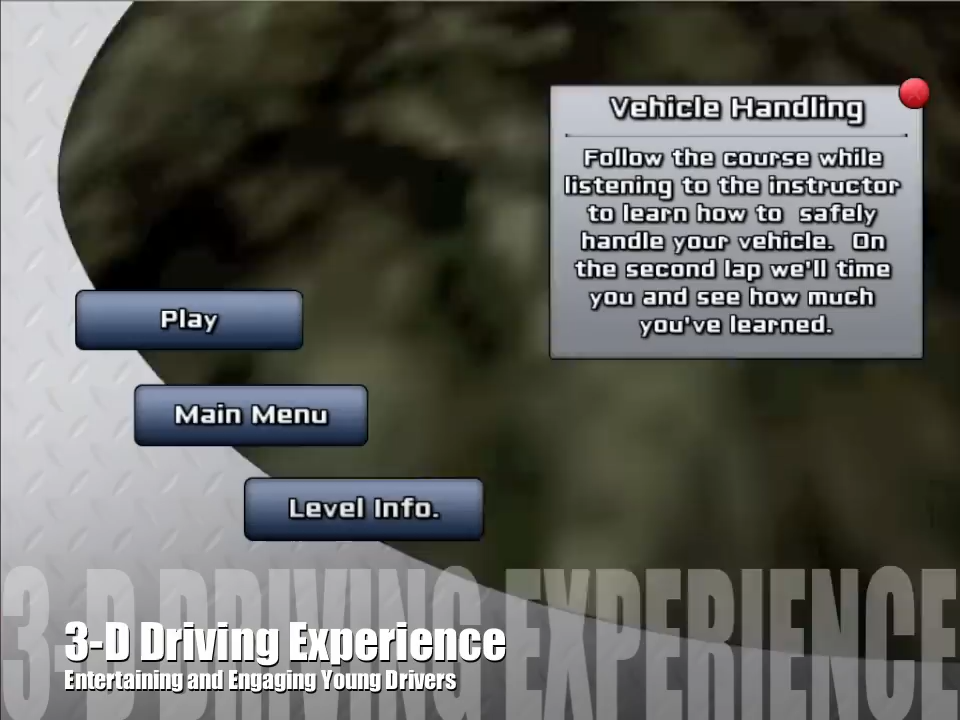 Vehicle Handling
Follow the course while
listening to the instructor
to learn how to safely
handle your vehicle. On
the second lap we'll time
you and see how much
you've learned.
Play
Main Menu
Level Info.
3-D DRIVING EXPERIENCE
3-D Driving Experience
Entertaining and Engaging Young Drivers